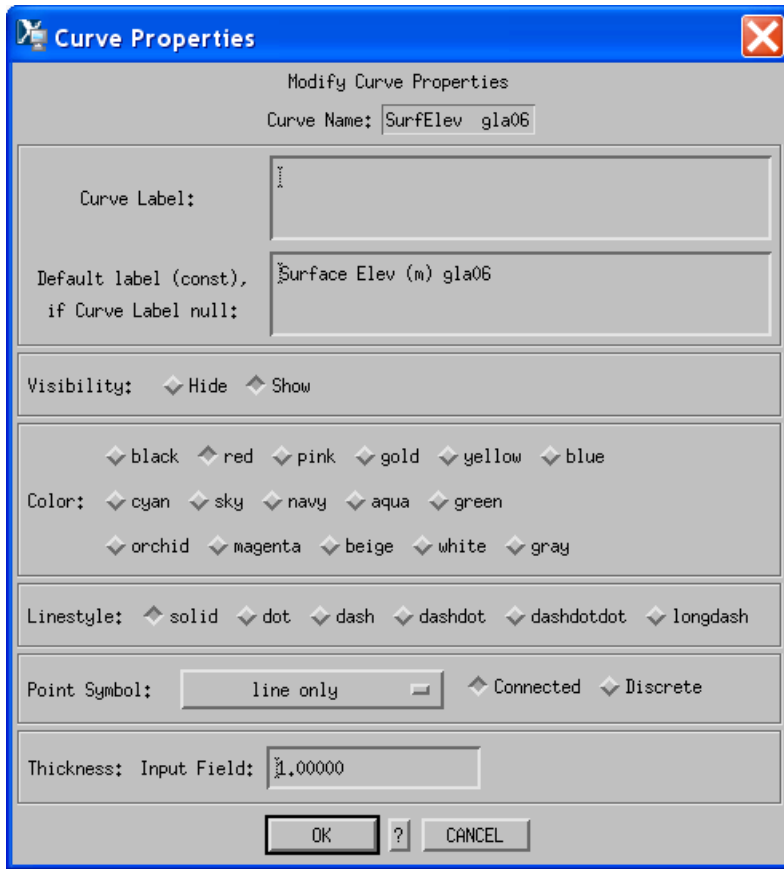 Curve Properties
Modify Curve Properties
Curve Name: SurfElev gla06
Curve Label:
Default label (const),
if Curve Label null:
Surface Elev (m) gla06
Visibility: Hide Show
black red pink gold yellow blue
Color: cyan sky navy aqua green
orchid magenta beige white gray
Linestyle: solid dot dash dashdot dashdotdot longdash
Point Symbol: line only Connected Discrete
Thickness: Input Field: 1.00000
OK ? CANCEL